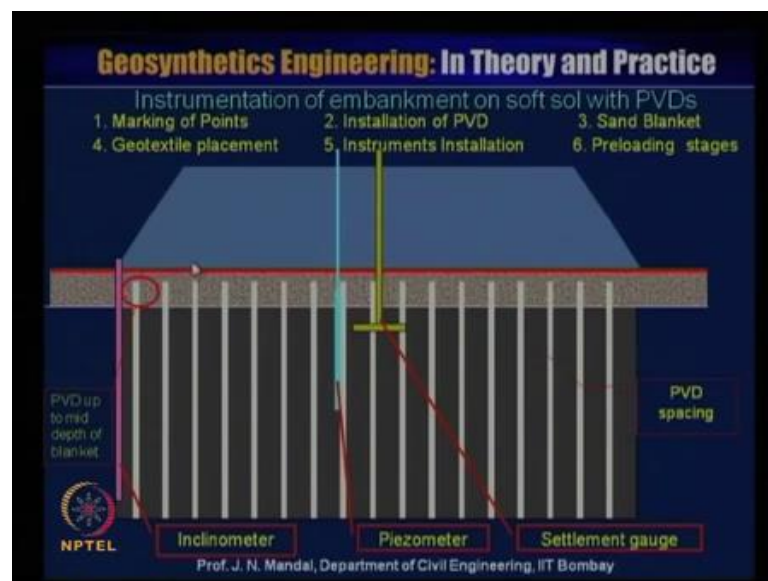 Geosynthetics Engineering: In Theory and Practice
Instrumentation of embankment on soft sol with PVDs
1. Marking of Points 2. Installation of PVD 3. Sand Blanket
4. Geotextile placement 5. Instruments Installation 6. Preloading stages
PVD up
to mid
depth of
blanket
PVD
spacing
NPTEL
Inclinometer Piezometer Settlement gauge
Prof. J. N. Mandal, Department of Civil Engineering, IIT Bombay